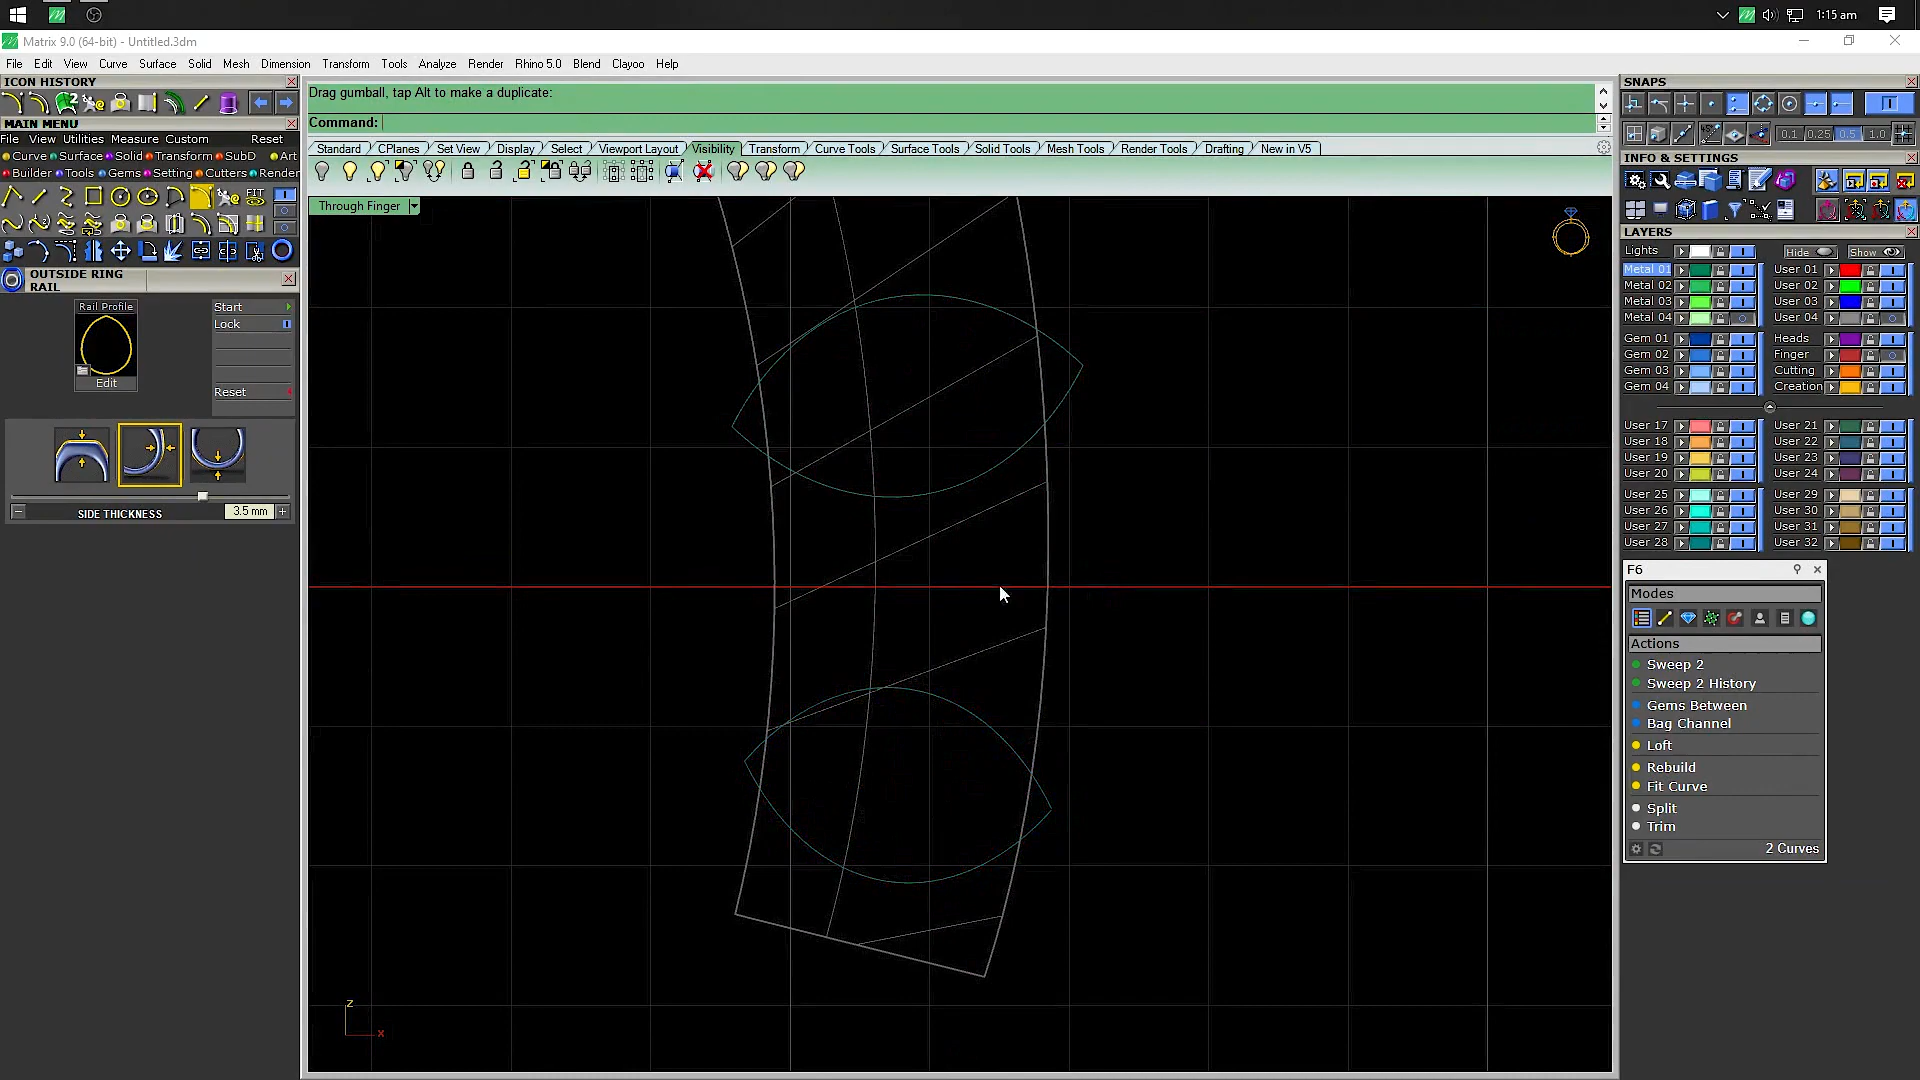 1:15 am
Matrix 9.0 (64-bit) - Untitled.3dm
File Edit View Curve Surface Solid Mesh Dimension Transform Tools Analyze Render Rhino 5.0 Blend Clayoo Help
ICON HISTORY
MAIN MENU
File View Utilities Measure Custom Reset
Curve Surface Solid Transform SubD Art
Builder Tools Gems Setting Cutters Render
FIT
OUTSIDE RING
RAIL
Rail Profile
Edit
Start
Lock
Reset
SIDE THICKNESS
3.5 mm
Drag gumball, tap Alt to make a duplicate:
Command:
Standard CPlanes Set View Display Select Viewport Layout Visibility Transform Curve Tools Surface Tools Solid Tools Mesh Tools Render Tools Drafting New in V5
Through Finger
z
x
SNAPS
0.1 0.25 0.5 1.0
INFO & SETTINGS
LAYERS
Lights Hide Show
Metal 01 User 01
Metal 02 User 02
Metal 03 User 03
Metal 04 User 04
Gem 01 Heads
Gem 02 Finger
Gem 03 Cutting
Gem 04 Creation
User 17 User 21
User 18 User 22
User 19 User 23
User 20 User 24
User 25 User 29
User 26 User 30
User 27 User 31
User 28 User 32
F6
Modes
Actions
Sweep 2
Sweep 2 History
Gems Between
Bag Channel
Loft
Rebuild
Fit Curve
Split
Trim
2 Curves